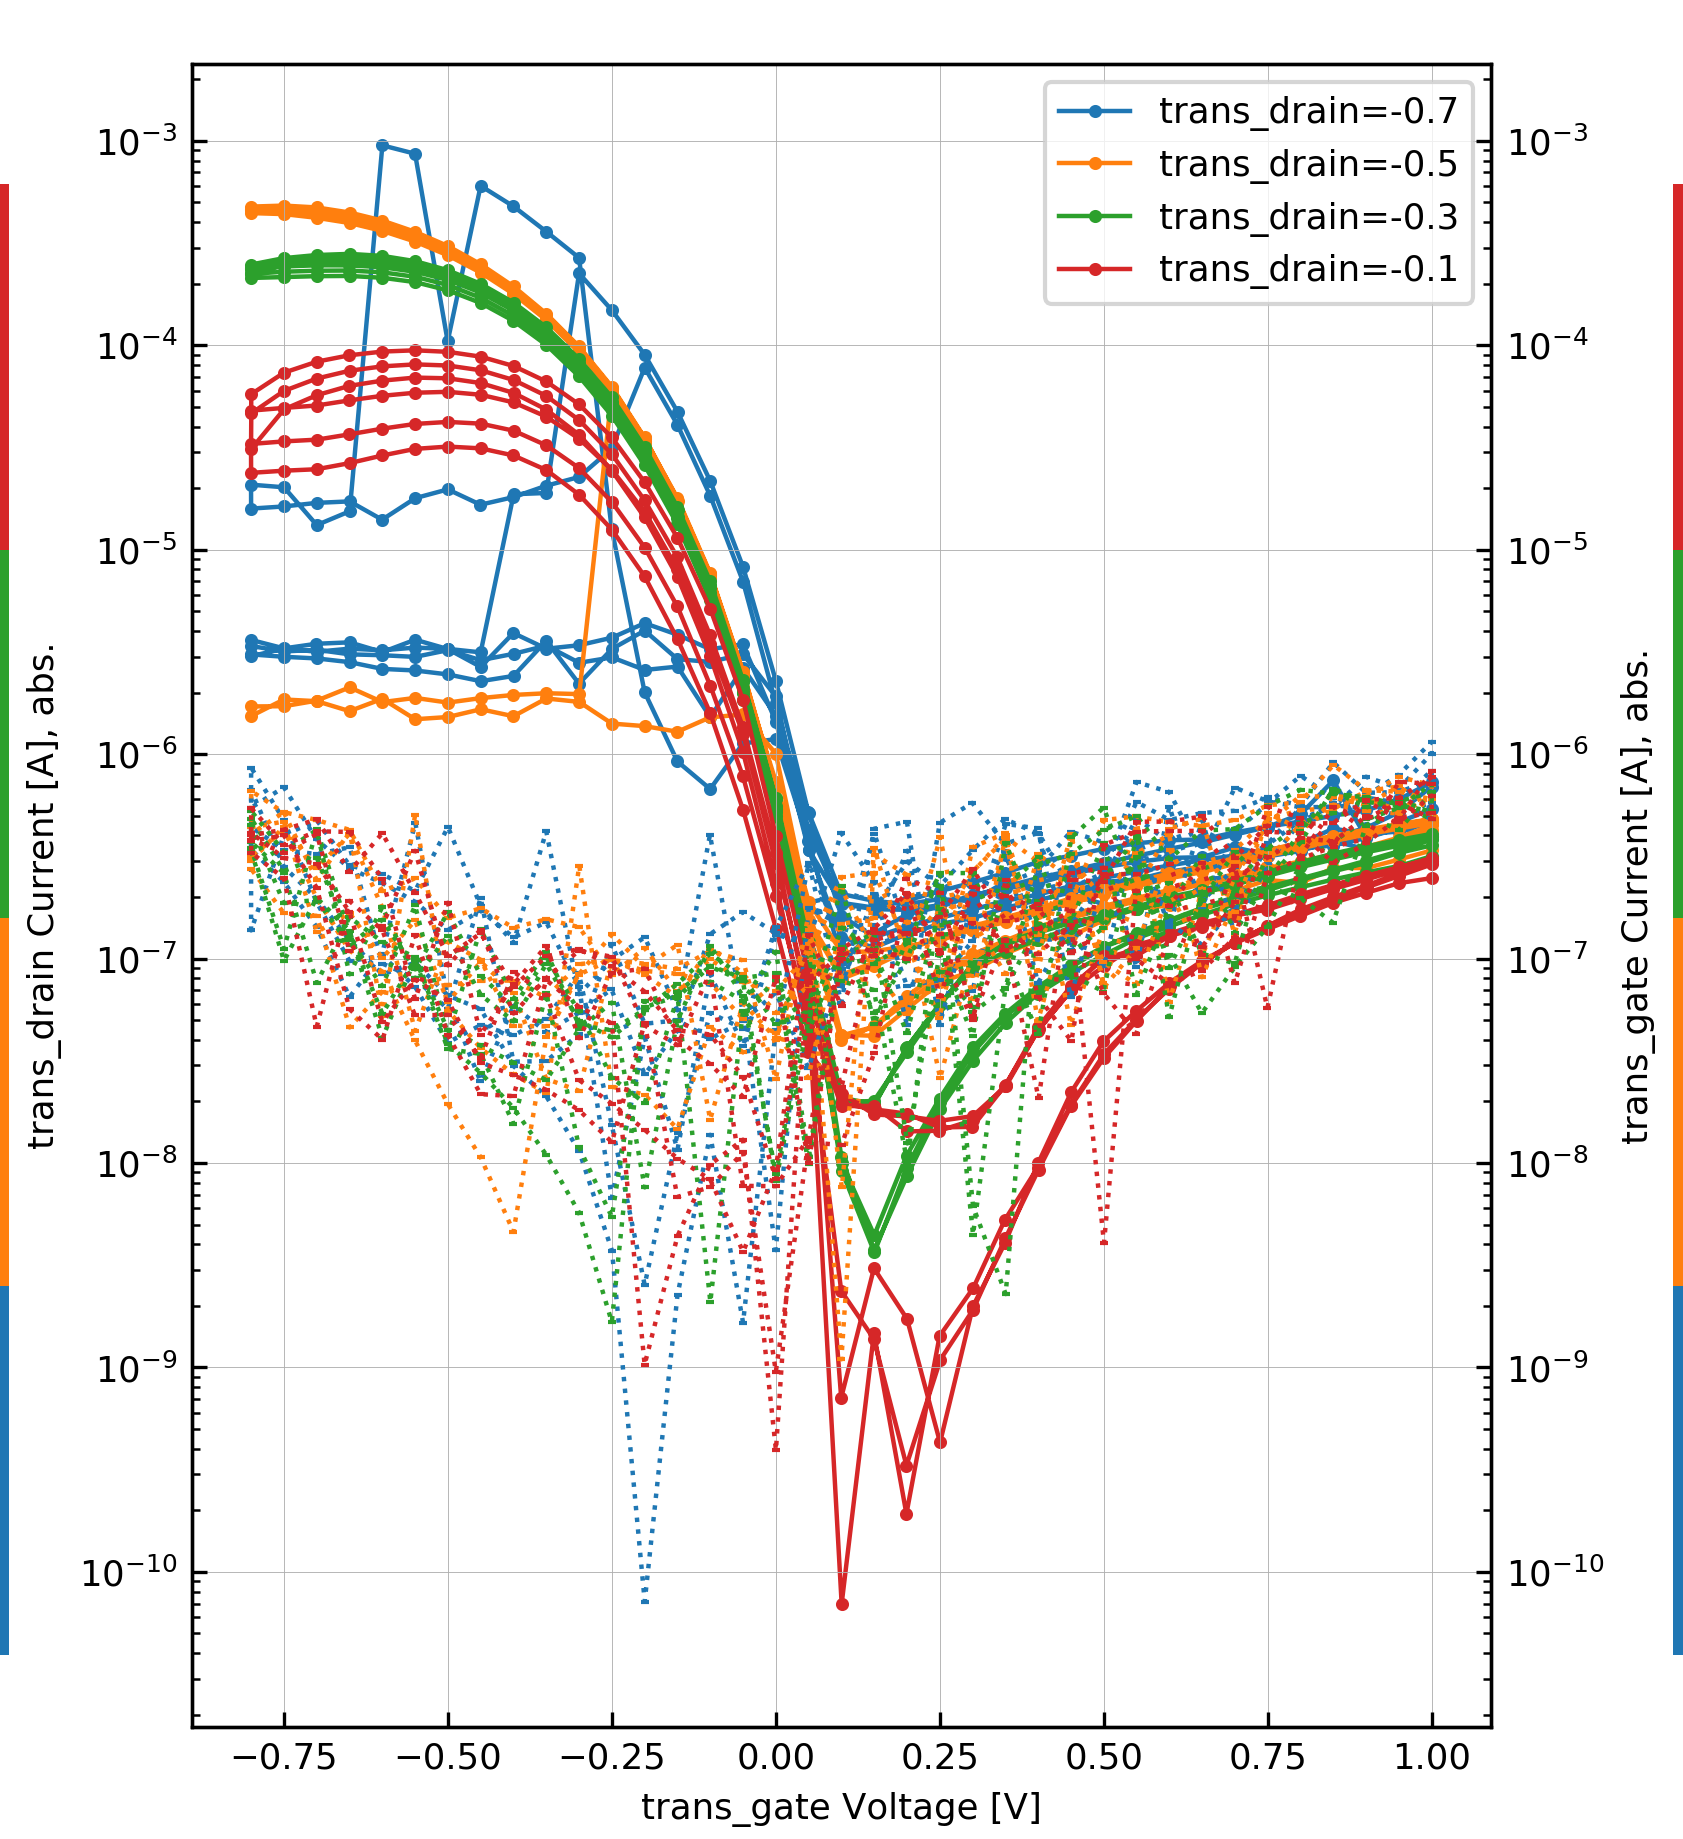 trans_drain=-0.7
trans_drain=-0.5
trans_drain=-0.3
trans_drain=-0.1
10⁻³
10⁻⁴
10⁻⁵
10⁻⁶
10⁻⁷
10⁻⁸
10⁻⁹
10⁻¹⁰
trans_drain Current [A], abs.
10⁻³
10⁻⁴
10⁻⁵
10⁻⁶
10⁻⁷
10⁻⁸
10⁻⁹
10⁻¹⁰
trans_gate Current [A], abs.
−0.75 −0.50 −0.25 0.00 0.25 0.50 0.75 1.00
trans_gate Voltage [V]